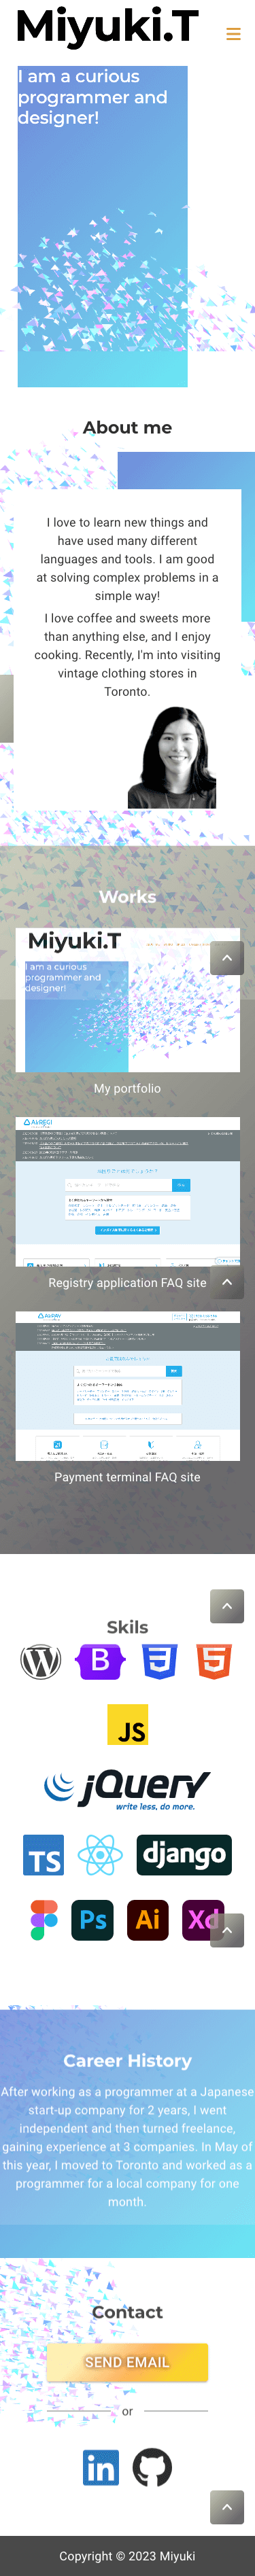 Miyuki.T
I am a curious
programmer and
designer!
About me
I love to learn new things and
have used many different
languages and tools. I am good
at solving complex problems in a
simple way!
I love coffee and sweets more
than anything else, and I enjoy
cooking. Recently, I'm into visiting
vintage clothing stores in
Toronto.
Works
Miyuki.T
I am a curious
programmer and
designer!
My portfolio
Registry application FAQ site
Payment terminal FAQ site
Skils
B
JS
jQuery
write less, do more.
TS
django
Ps
Ai
Xd
Career History
After working as a programmer at a Japanese
start-up company for 2 years, I went
independent and then turned freelance,
gaining experience at 3 companies. In May of
this year, I moved to Toronto and worked as a
programmer for a local company for one
month.
Contact
SEND EMAIL
or
in
Copyright © 2023 Miyuki